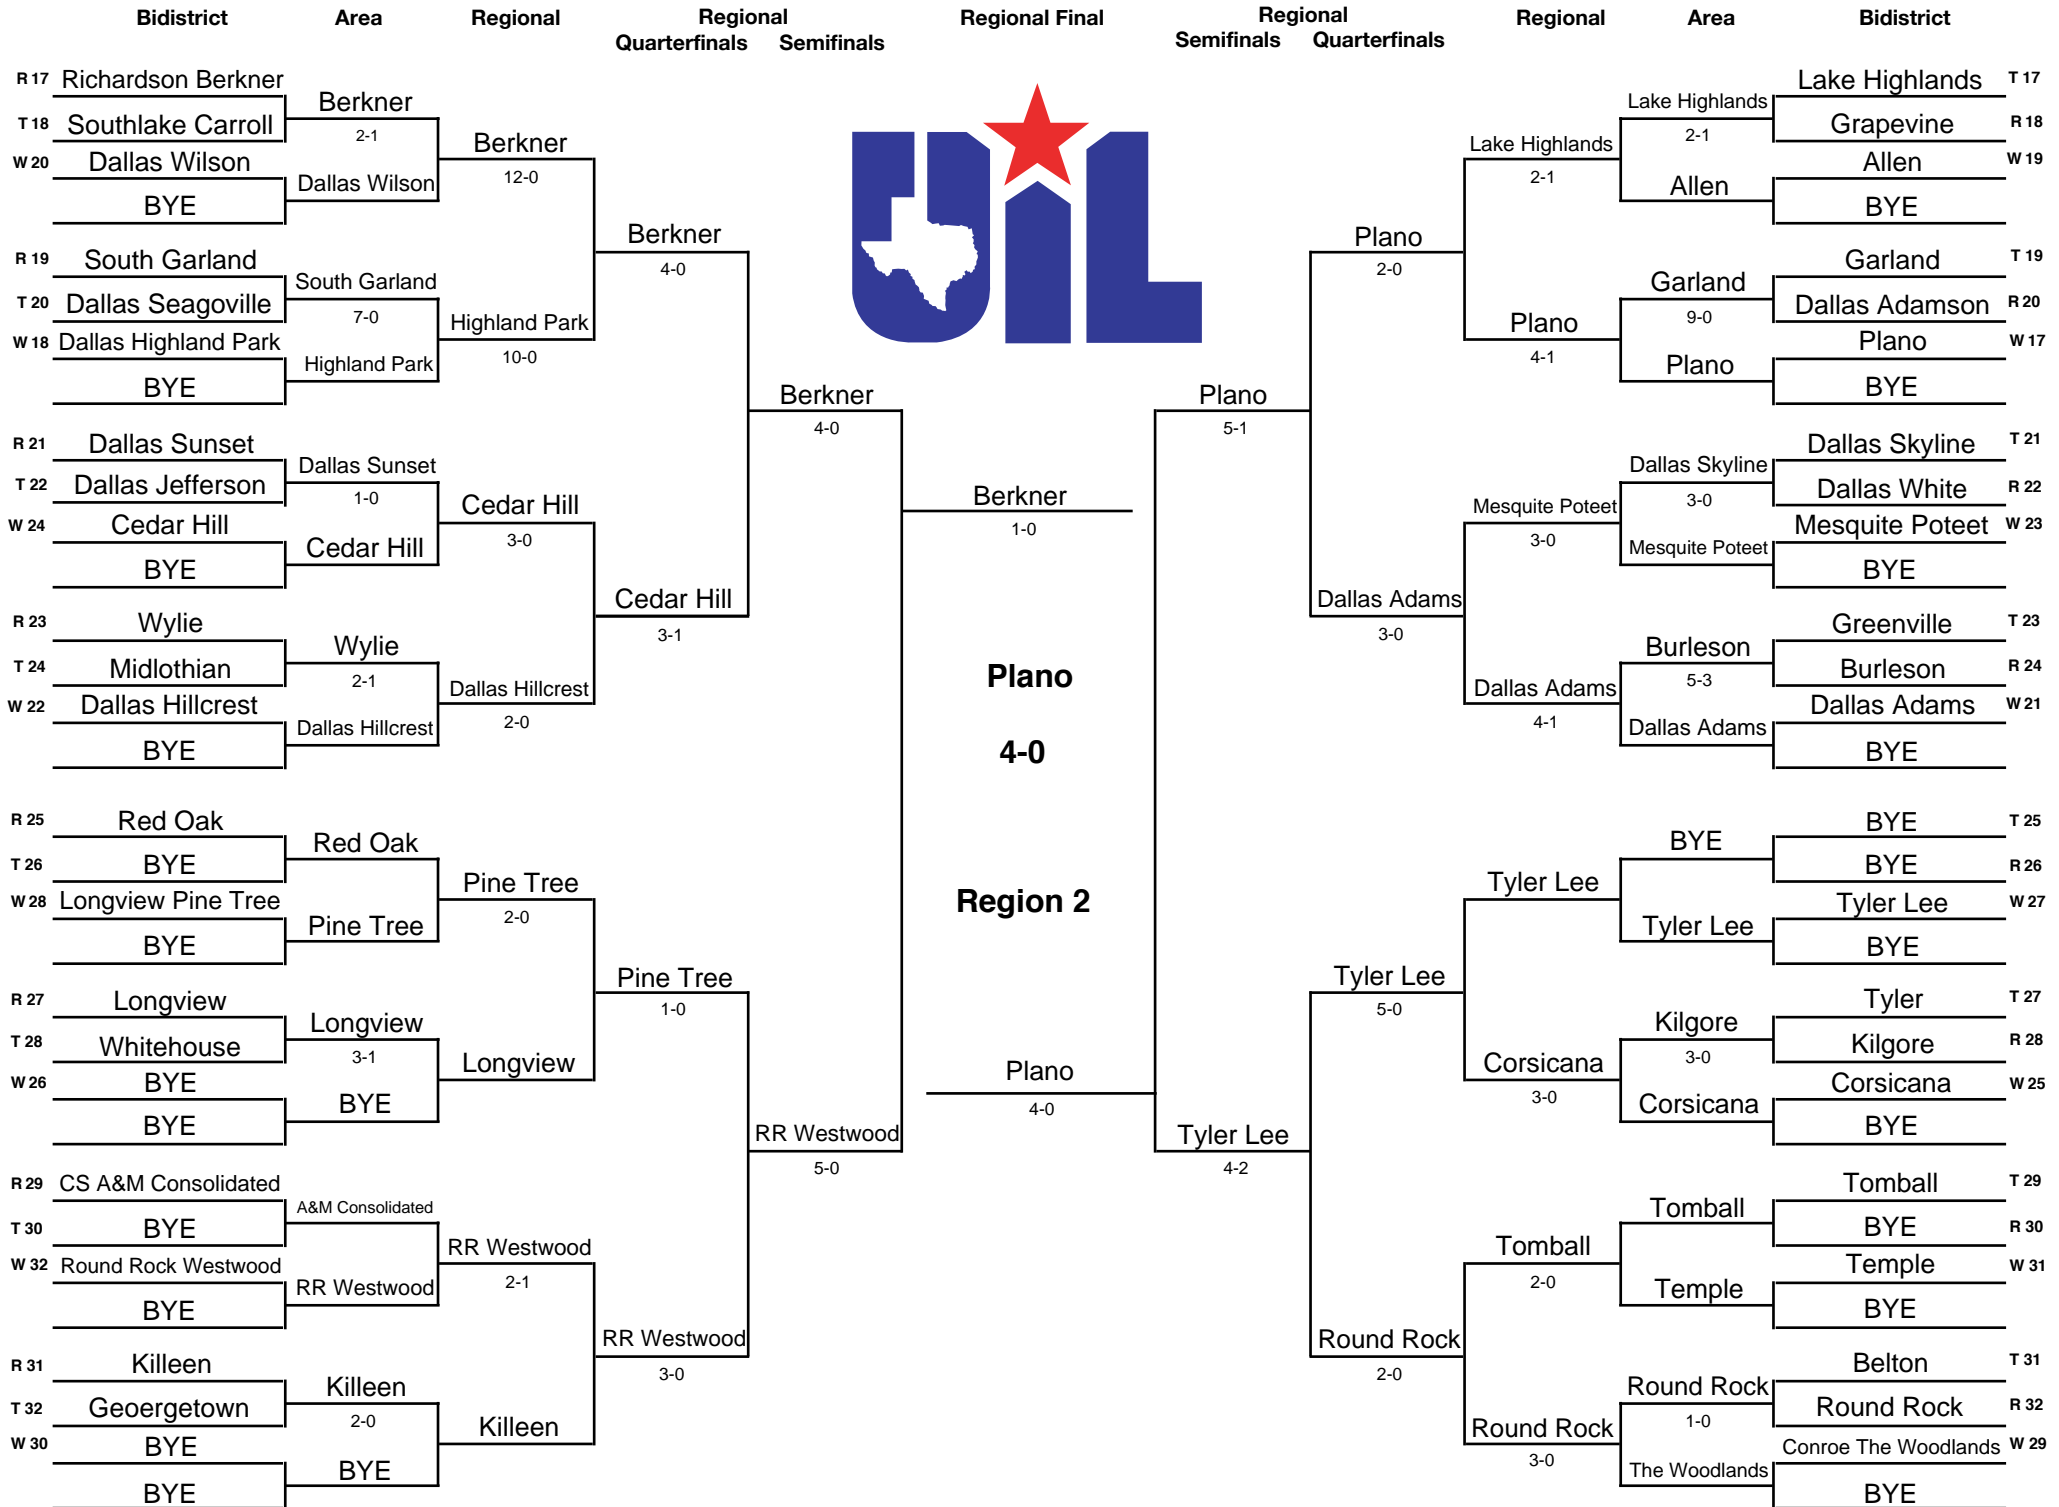 Bidistrict Area Regional Regional Regional Final Regional Regional Area Bidistrict
Quarterfinals Semifinals Semifinals Quarterfinals
R 17 Richardson Berkner
T 18 Southlake Carroll
W 20 Dallas Wilson
BYE
R 19 South Garland
T 20 Dallas Seagoville
W 18 Dallas Highland Park
BYE
R 21 Dallas Sunset
T 22 Dallas Jefferson
W 24 Cedar Hill
BYE
R 23 Wylie
T 24 Midlothian
W 22 Dallas Hillcrest
BYE
R 25 Red Oak
T 26 BYE
W 28 Longview Pine Tree
BYE
R 27 Longview
T 28 Whitehouse
W 26 BYE
BYE
R 29 CS A&M Consolidated
T 30 BYE
W 32 Round Rock Westwood
BYE
R 31 Killeen
T 32 Geoergetown
W 30 BYE
BYE
Berkner
2-1
Dallas Wilson
South Garland
7-0
Highland Park
Dallas Sunset
1-0
Cedar Hill
Wylie
2-1
Dallas Hillcrest
Red Oak
Pine Tree
Longview
3-1
BYE
A&M Consolidated
RR Westwood
Killeen
2-0
BYE
Berkner
12-0
Highland Park
10-0
Cedar Hill
3-0
Dallas Hillcrest
2-0
Pine Tree
2-0
Longview
RR Westwood
2-1
Killeen
Berkner
4-0
Cedar Hill
3-1
Pine Tree
1-0
RR Westwood
3-0
Berkner
4-0
RR Westwood
5-0
UIL
Berkner
1-0
Plano
4-0
Region 2
Plano
4-0
Plano
5-1
Tyler Lee
4-2
Plano
2-0
Dallas Adams
3-0
Tyler Lee
5-0
Round Rock
2-0
Lake Highlands
2-1
Plano
4-1
Mesquite Poteet
3-0
Dallas Adams
4-1
Tyler Lee
Corsicana
3-0
Tomball
2-0
Round Rock
3-0
Lake Highlands
2-1
Allen
Garland
9-0
Plano
Dallas Skyline
3-0
Mesquite Poteet
Burleson
5-3
Dallas Adams
BYE
Tyler Lee
Kilgore
3-0
Corsicana
Tomball
Temple
Round Rock
1-0
The Woodlands
Lake Highlands T 17
Grapevine R 18
Allen W 19
BYE
Garland T 19
Dallas Adamson R 20
Plano W 17
BYE
Dallas Skyline T 21
Dallas White R 22
Mesquite Poteet W 23
BYE
Greenville T 23
Burleson R 24
Dallas Adams W 21
BYE
BYE T 25
BYE R 26
Tyler Lee W 27
BYE
Tyler T 27
Kilgore R 28
Corsicana W 25
BYE
Tomball T 29
BYE R 30
Temple W 31
BYE
Belton T 31
Round Rock R 32
Conroe The Woodlands W 29
BYE